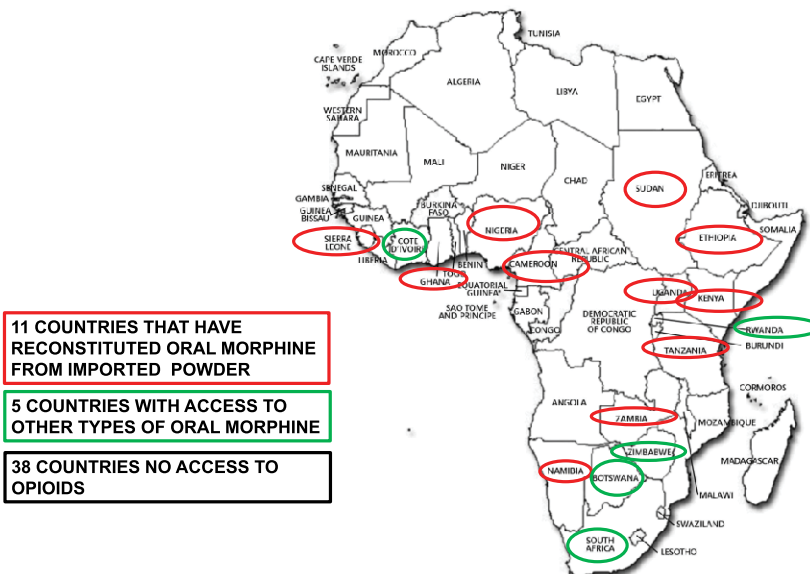 TUNISIA
MOROCCO
CAPE VERDE
ISLANDS
ALGERIA
LIBYA
EGYPT
WESTERN
SAHARA
MAURITANIA
MALI
NIGER
CHAD
SUDAN
ERITREA
SENEGAL
GAMBIA
GUINEA
BISSAU
GUINEA
BURKINA
FASO
DJIBOUTI
SOMALIA
ETHIOPIA
NIGERIA
SIERRA
LEONE
COTE
D'IVOIR
LIBERIA
GHANA
TOGO
BENIN
CAMEROON
CENTRAL AFRICAN
REPUBLIC
EQUATORIAL
GUINEA
SAO TOME
AND PRINCIPE
GABON
CONGO
DEMOCRATIC
REPUBLIC
OF CONGO
UGANDA
KENYA
RWANDA
BURUNDI
TANZANIA
11 COUNTRIES THAT HAVE
RECONSTITUTED ORAL MORPHINE
FROM IMPORTED POWDER
5 COUNTRIES WITH ACCESS TO
OTHER TYPES OF ORAL MORPHINE
38 COUNTRIES NO ACCESS TO
OPIOIDS
CORMOROS
ANGOLA
ZAMBIA
MOZAMBIQUE
ZIMBABWE
MADAGASCAR
NAMIBIA
BOTSWANA
MALAWI
SWAZILAND
SOUTH
AFRICA
LESOTHO